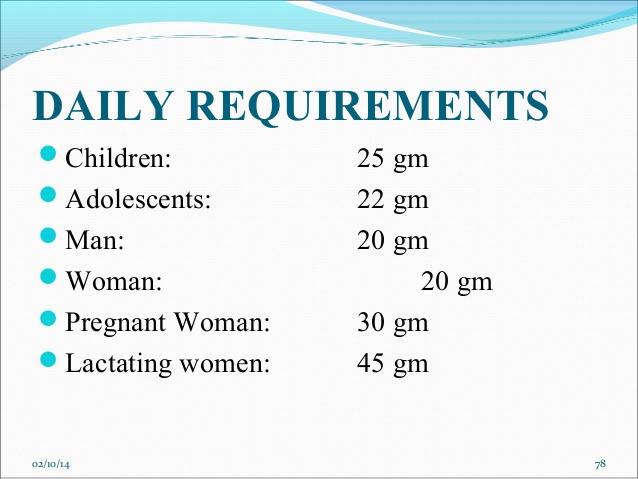 DAILY REQUIREMENTS
Children: 25 gm
Adolescents: 22 gm
Man: 20 gm
Woman: 20 gm
Pregnant Woman: 30 gm
Lactating women: 45 gm
02/10/14 78